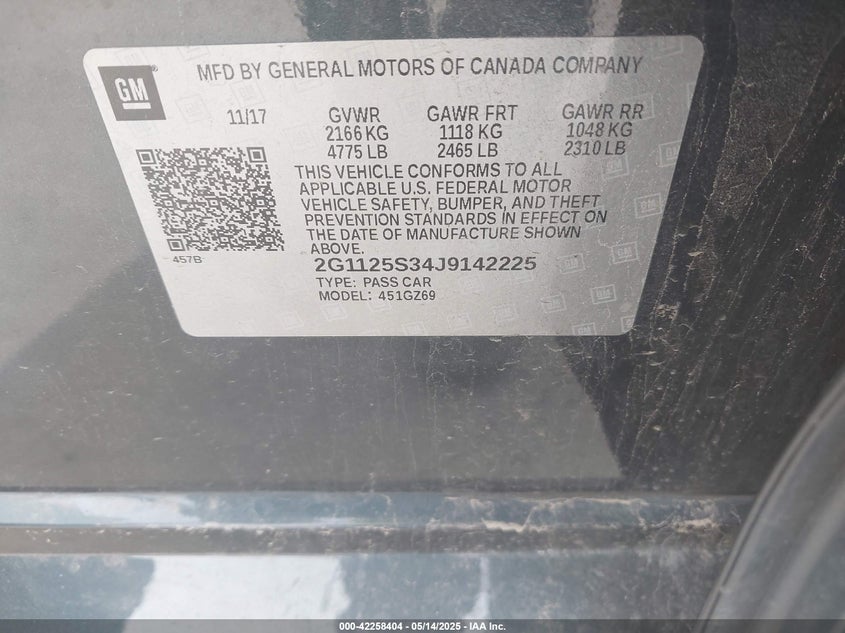 GM
MFD BY GENERAL MOTORS OF CANADA COMPANY
11/17 GVWR GAWR FRT GAWR RR
2166 KG 1118 KG 1048 KG
4775 LB 2465 LB 2310 LB
THIS VEHICLE CONFORMS TO ALL
APPLICABLE U.S. FEDERAL MOTOR
VEHICLE SAFETY, BUMPER, AND THEFT
PREVENTION STANDARDS IN EFFECT ON
THE DATE OF MANUFACTURE SHOWN
ABOVE.
457B
2G1125S34J9142225
TYPE: PASS CAR
MODEL: 451GZ69
000-42258404 - 05/14/2025 - IAA Inc.